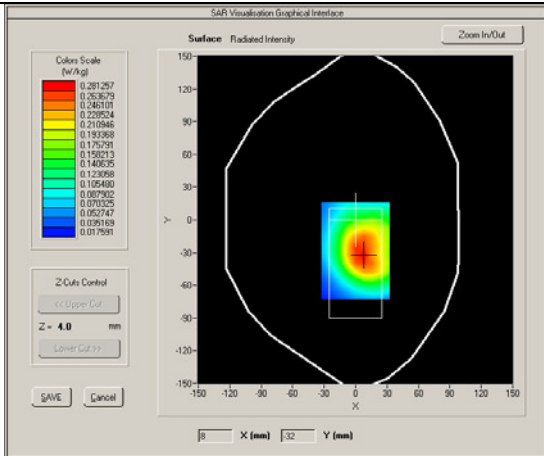 SAR Visualisation Graphical Interface
Surface Radiated Intensity
Zoom In/Out
Colors Scale
(W/kg)
0.281257
0.263679
0.246101
0.228524
0.210946
0.193368
0.175791
0.158213
0.140635
0.123058
0.105480
0.087902
0.070325
0.052747
0.035169
0.017591
Z-Cuts Control
<< Upper Cut
Z = 4.0 mm
Lower Cut >>
SAVE Cancel
150
120
90
60
30
0
-30
-60
-90
-120
-150
Y
-150 -120 -90 -60 -30 0 30 60 90 120 150
X
8 X (mm) -32 Y (mm)